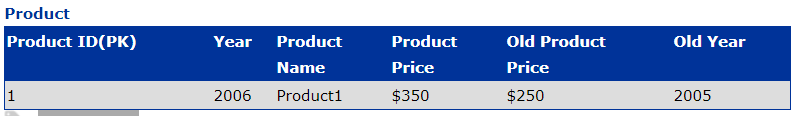 Product
Product ID(PK) Year Product Name Product Price Old Product Price Old Year
1 2006 Product1 $350 $250 2005